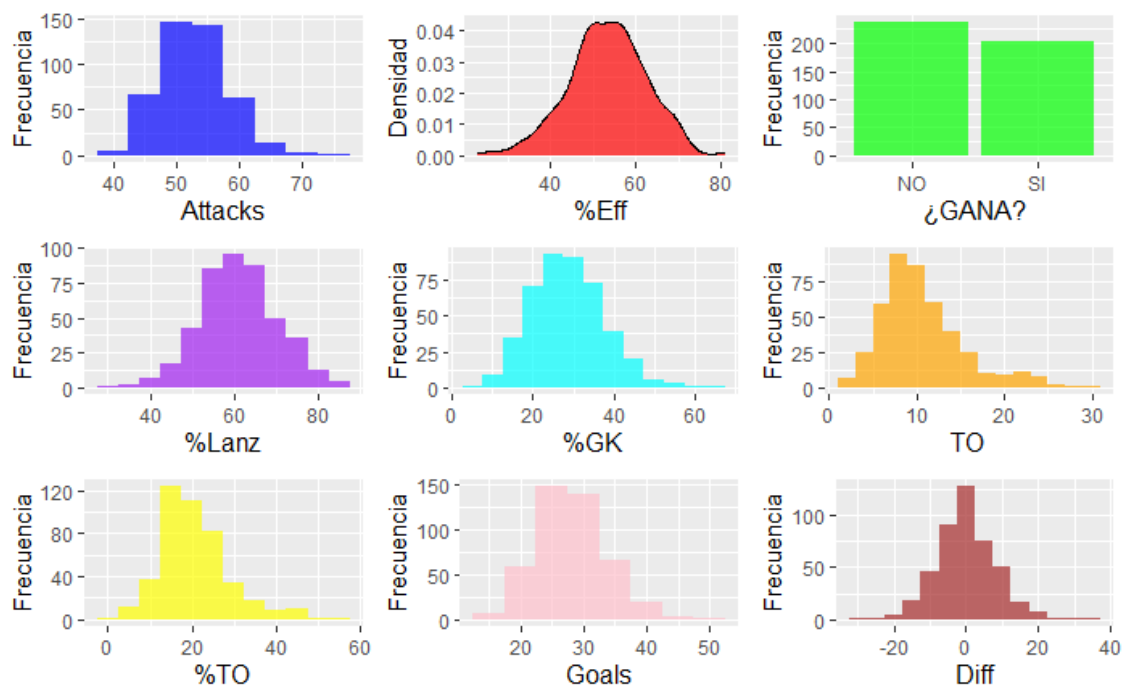 Frecuencia
150
100
50
0
40 50 60 70
Attacks
Densidad
0.04
0.03
0.02
0.01
0.00
40 60 80
%Eff
Frecuencia
200
150
100
50
0
NO SI
¿GANA?
Frecuencia
100
75
50
25
0
40 60 80
%Lanz
Frecuencia
75
50
25
0
0 20 40 60
%GK
Frecuencia
75
50
25
0
0 10 20 30
TO
Frecuencia
120
80
40
0
0 20 40 60
%TO
Frecuencia
150
100
50
0
20 30 40 50
Goals
Frecuencia
100
50
0
-20 0 20 40
Diff